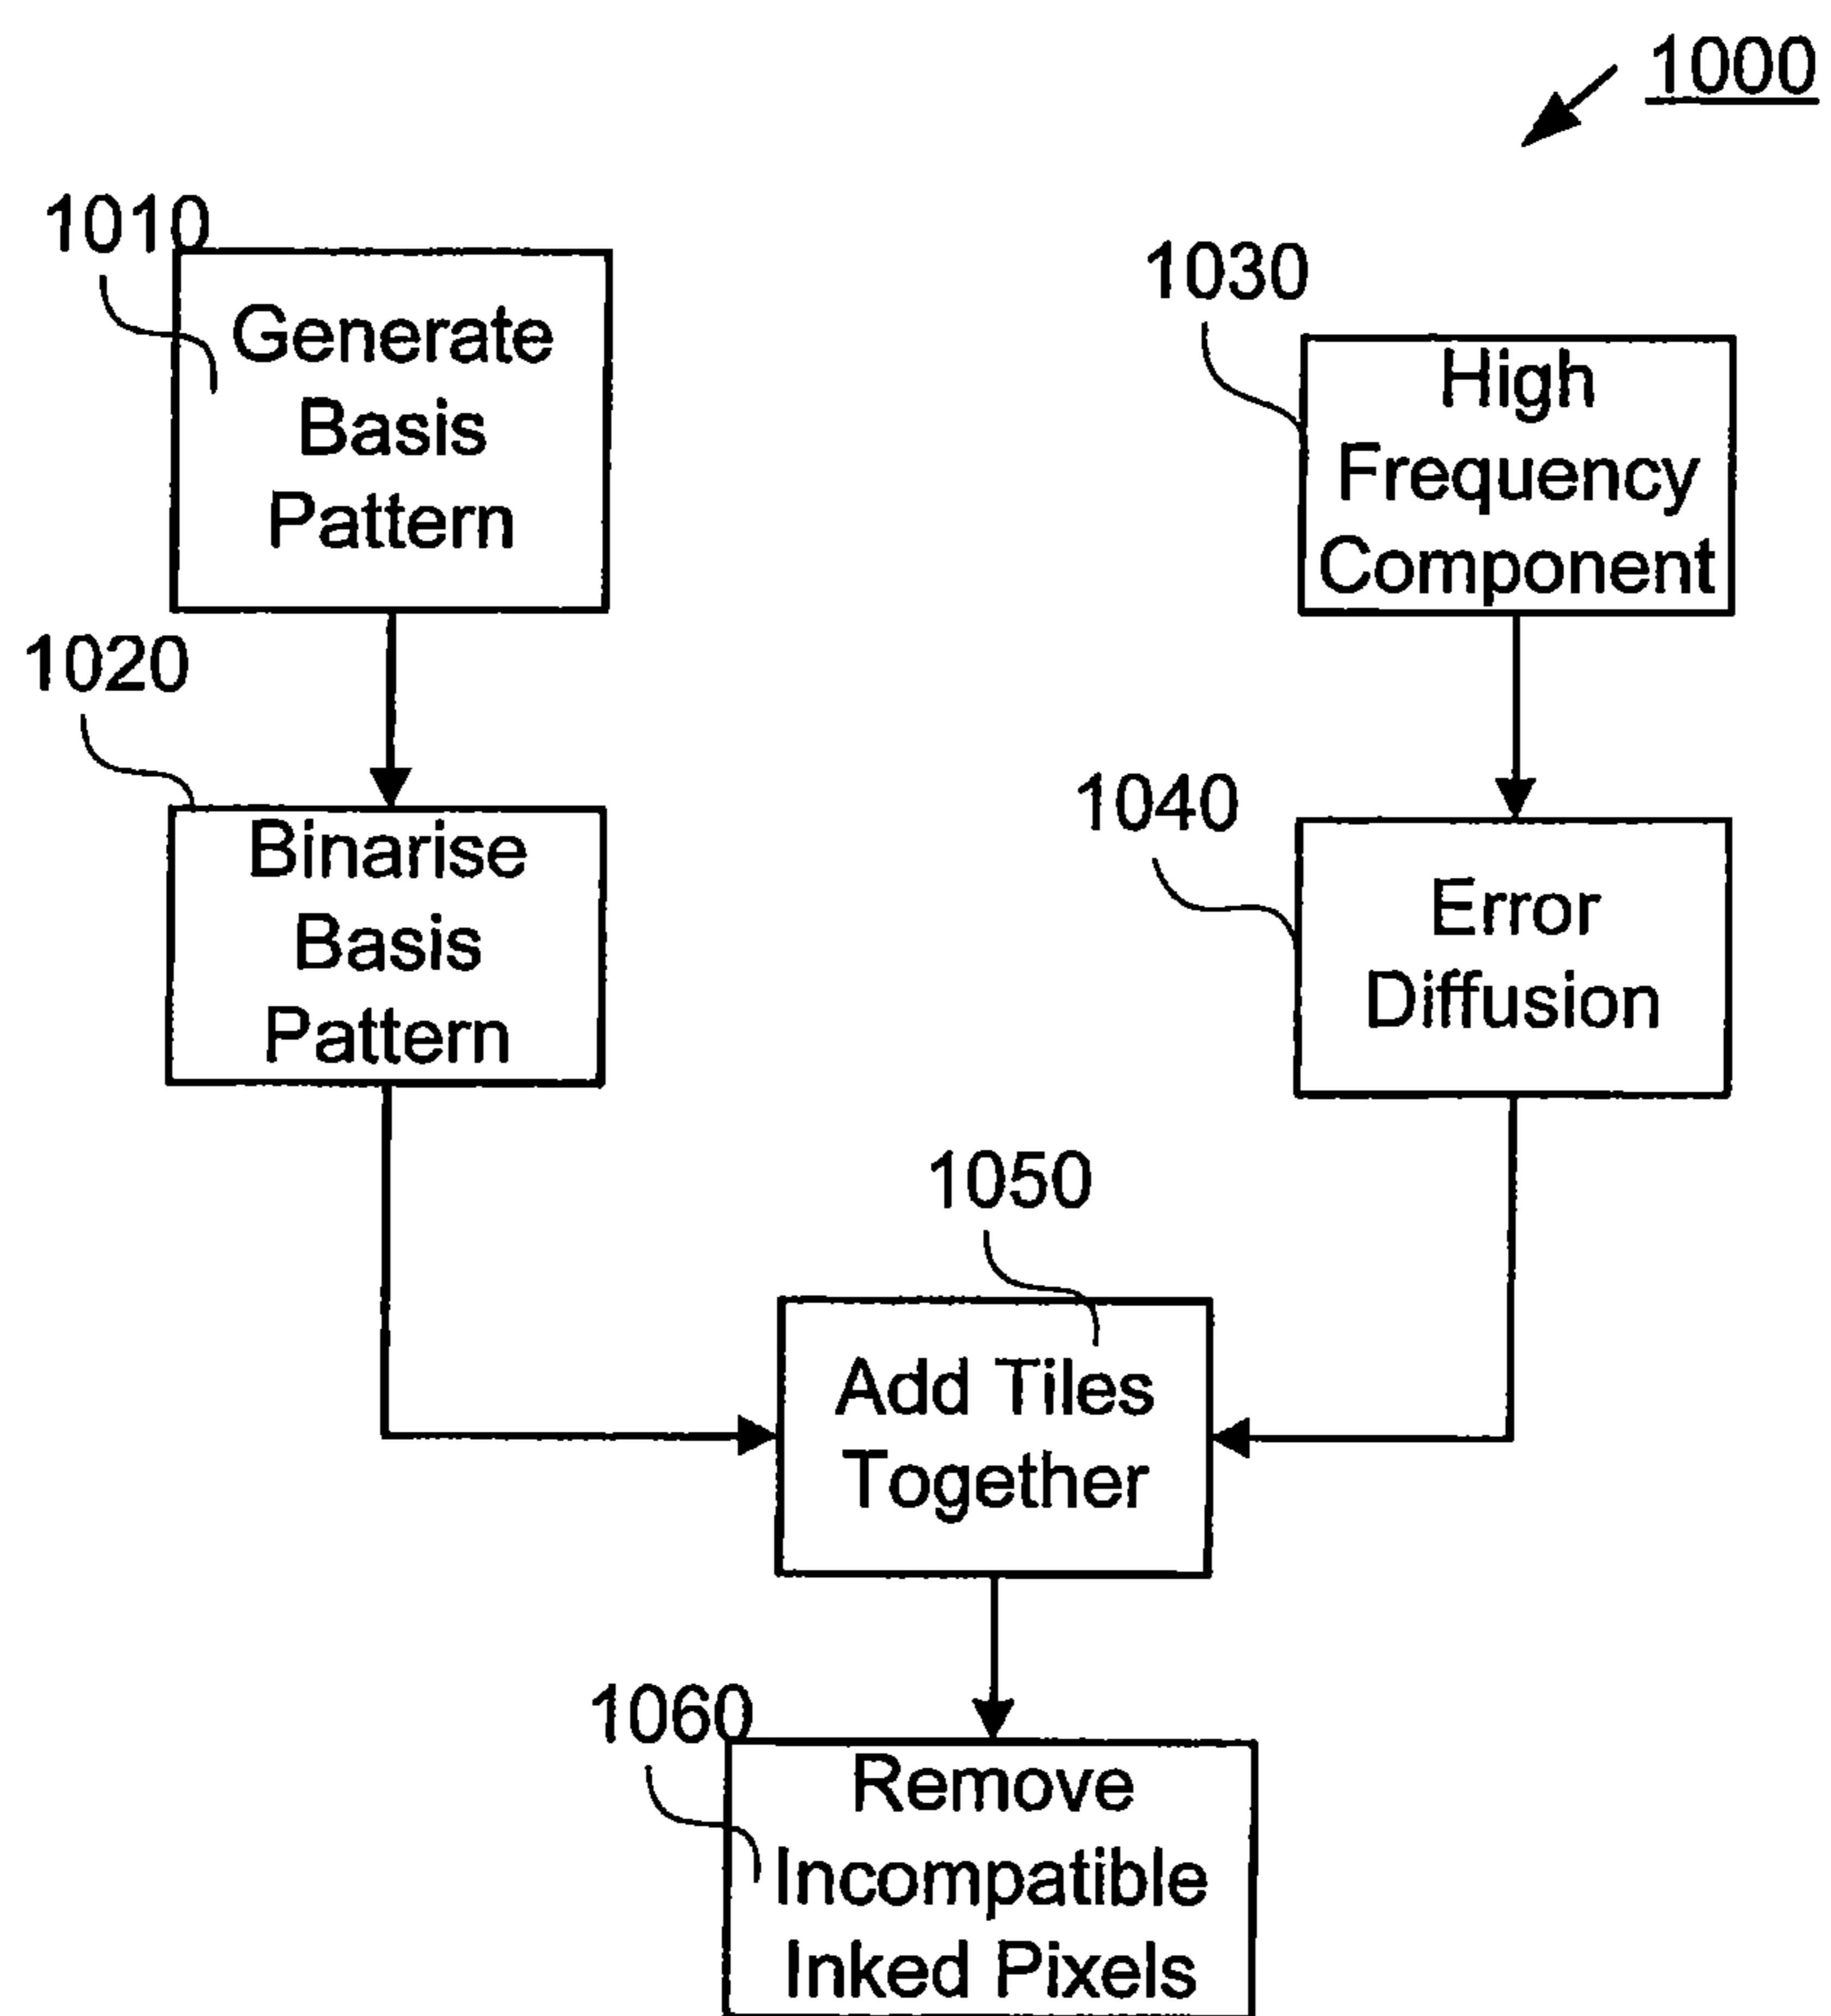 1000
1010
Generate
Basis
Pattern
1030
High
Frequency
Component
1020
Binarise
Basis
Pattern
1040
Error
Diffusion
1050
Add Tiles
Together
1060
Remove
Incompatible
Inked Pixels